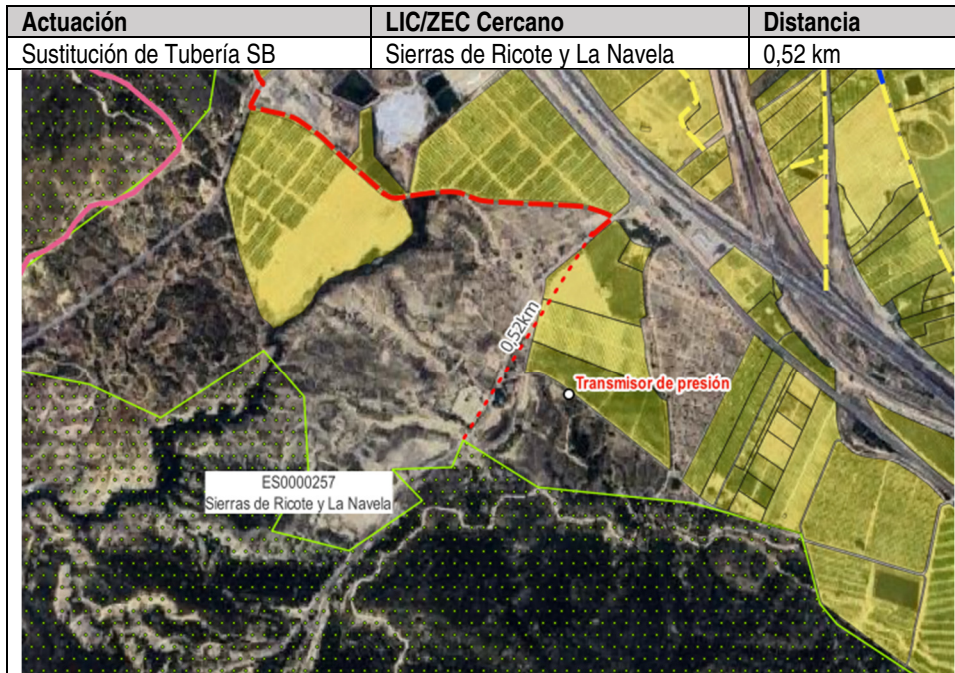 Actuación LIC/ZEC Cercano Distancia
Sustitución de Tubería SB Sierras de Ricote y La Navela 0,52 km
0,52km
Transmisor de presión
ES0000257
Sierras de Ricote y La Navela